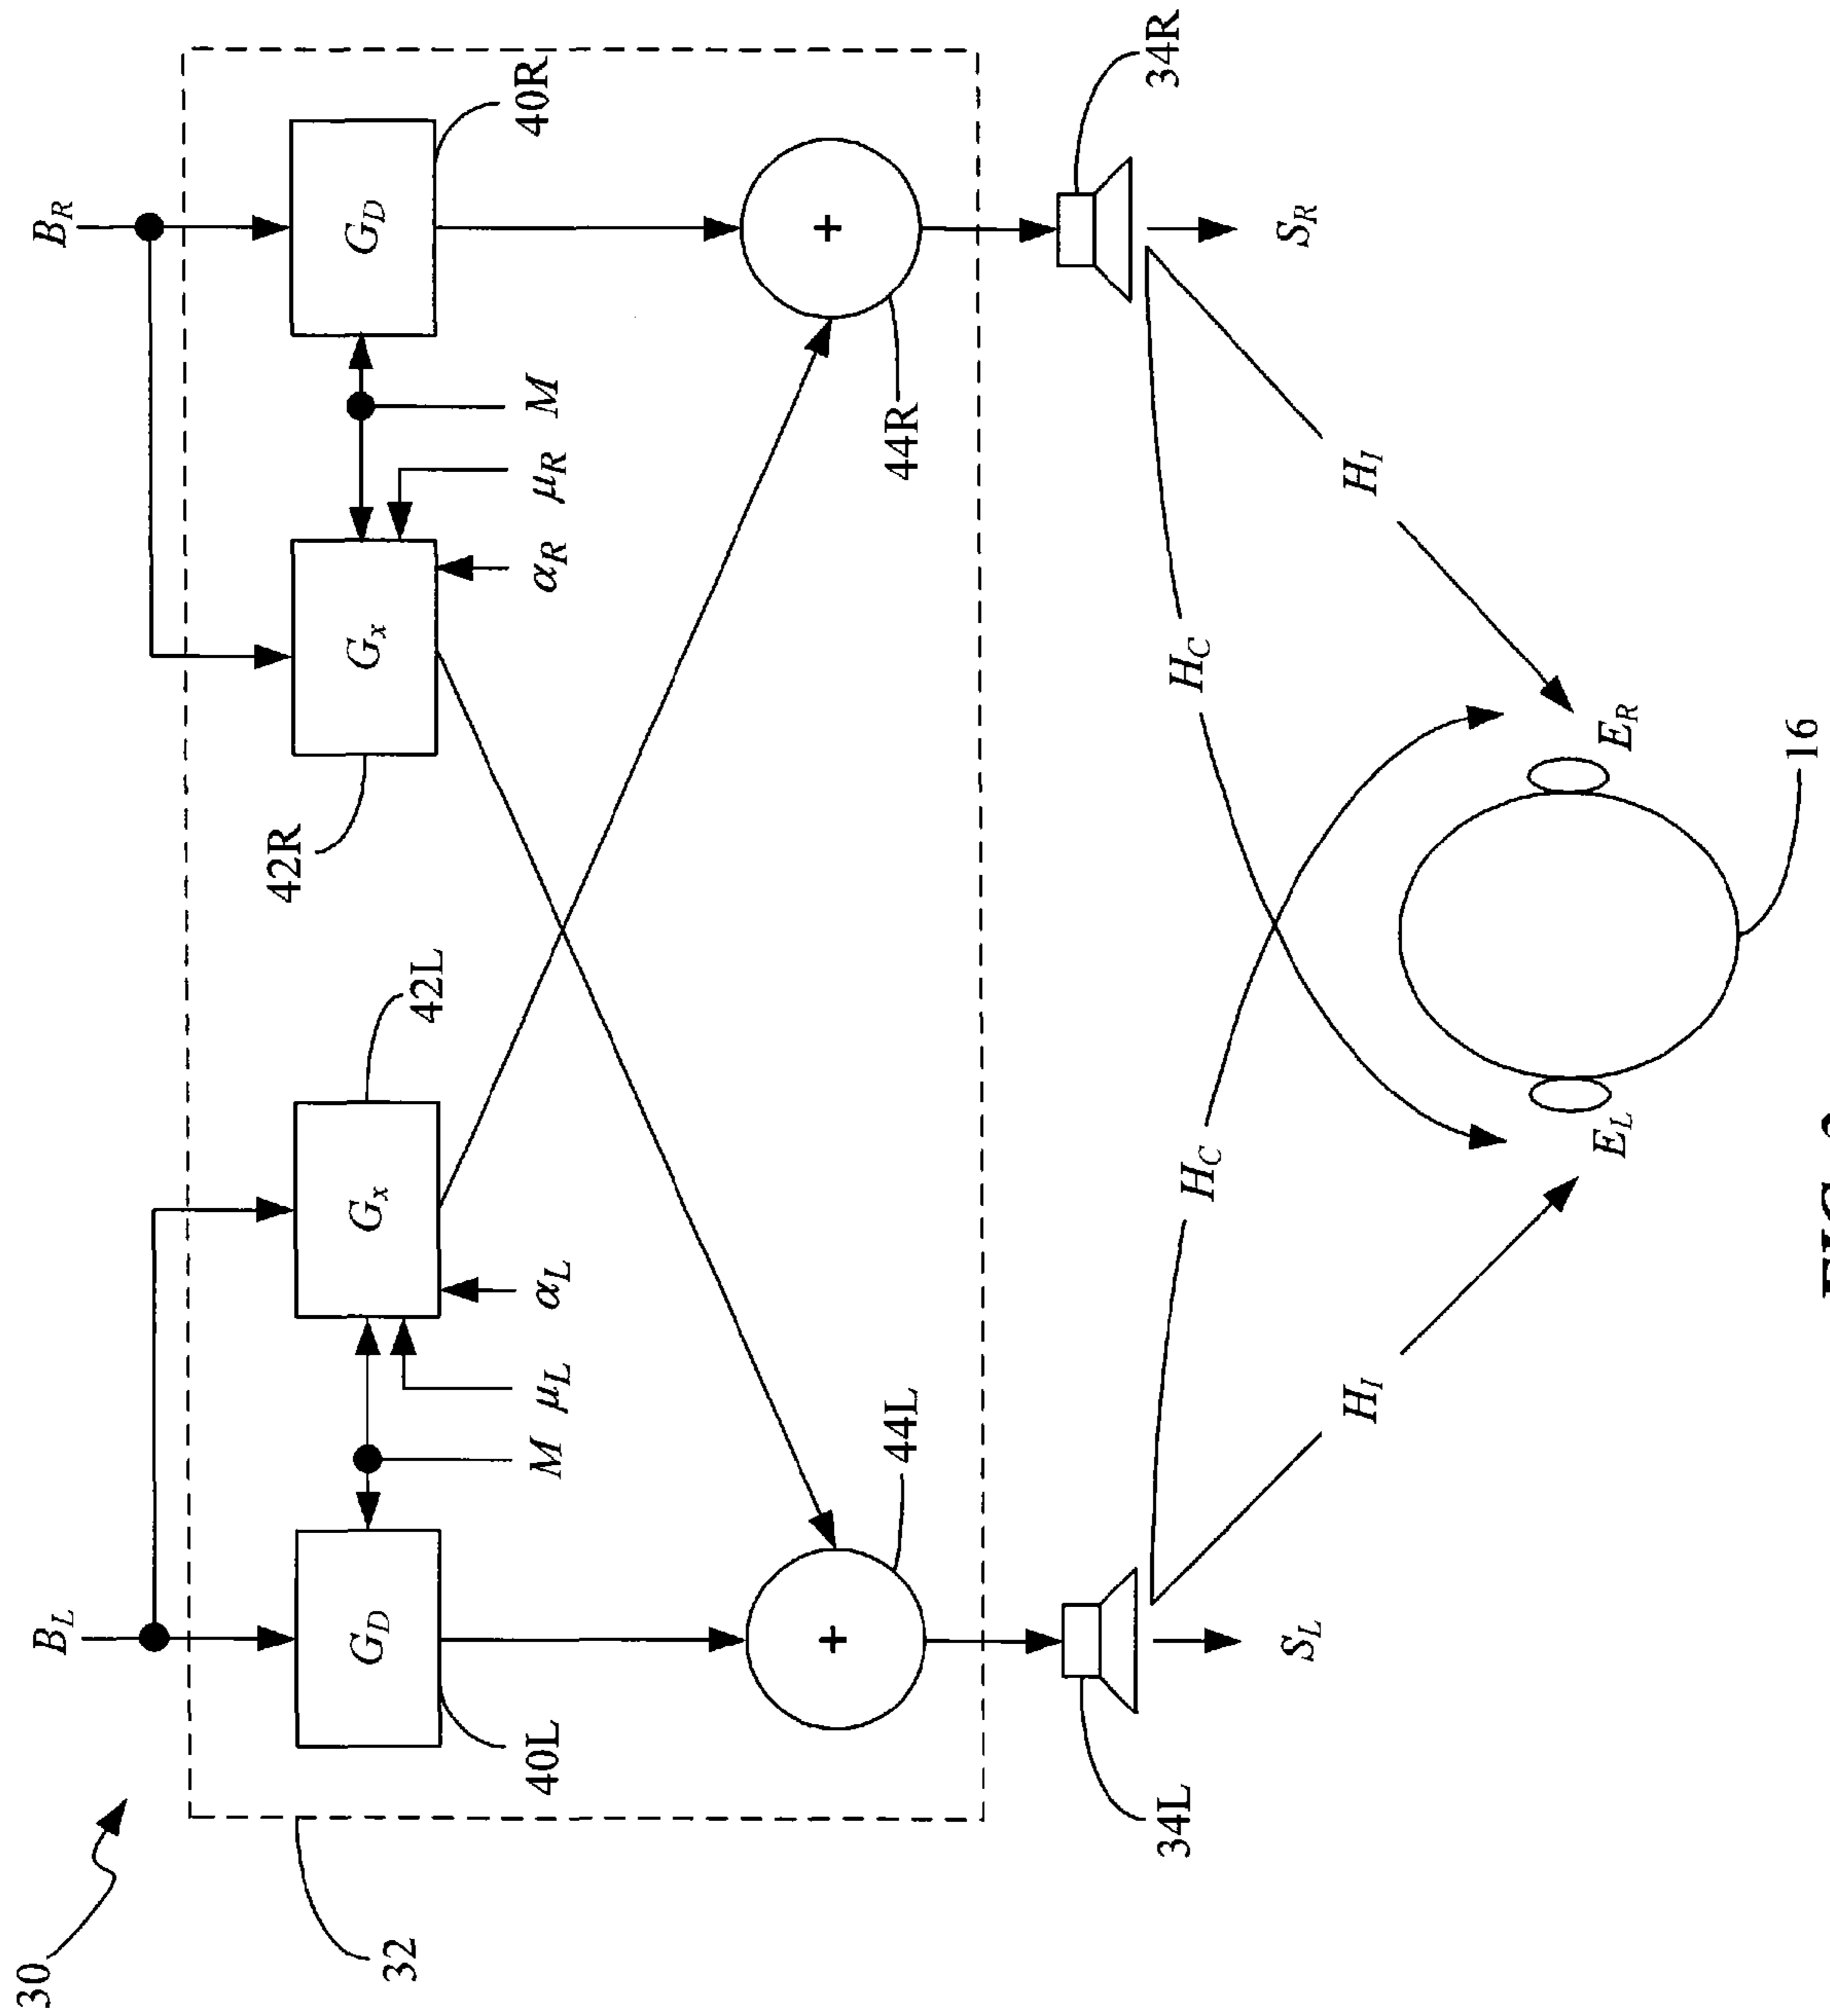 30
32
B_L
B_R
G_D
40L
M
μ_L
α_L
G_x
42L
42R
G_x
α_R
μ_R
M
G_D
40R
+
44L
44R
+
34L
34R
S_L
S_R
H_I
H_C
H_C
H_I
E_L
E_R
16